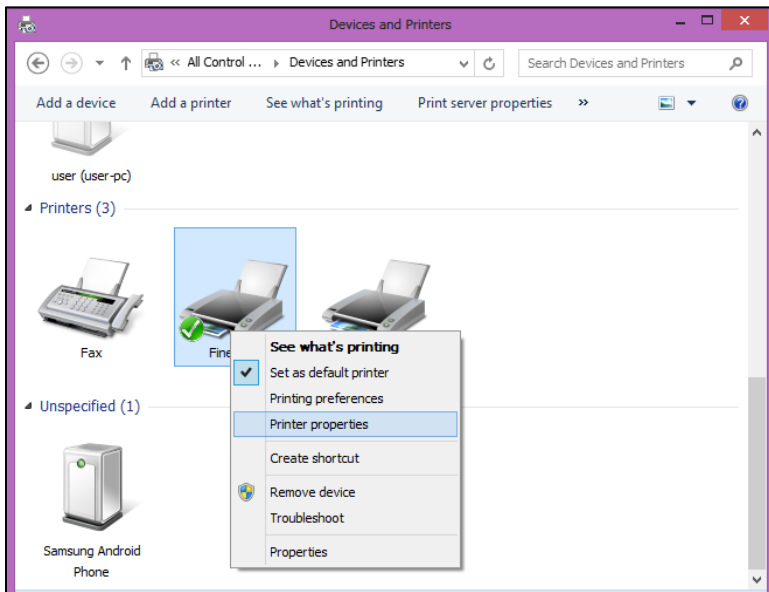 Devices and Printers
« All Control ... Devices and Printers
Search Devices and Printers
Add a device Add a printer See what's printing Print server properties »
user (user-pc)
Printers (3)
Fax
See what's printing
Set as default printer
Printing preferences
Printer properties
Create shortcut
Remove device
Troubleshoot
Properties
Unspecified (1)
Samsung Android
Phone